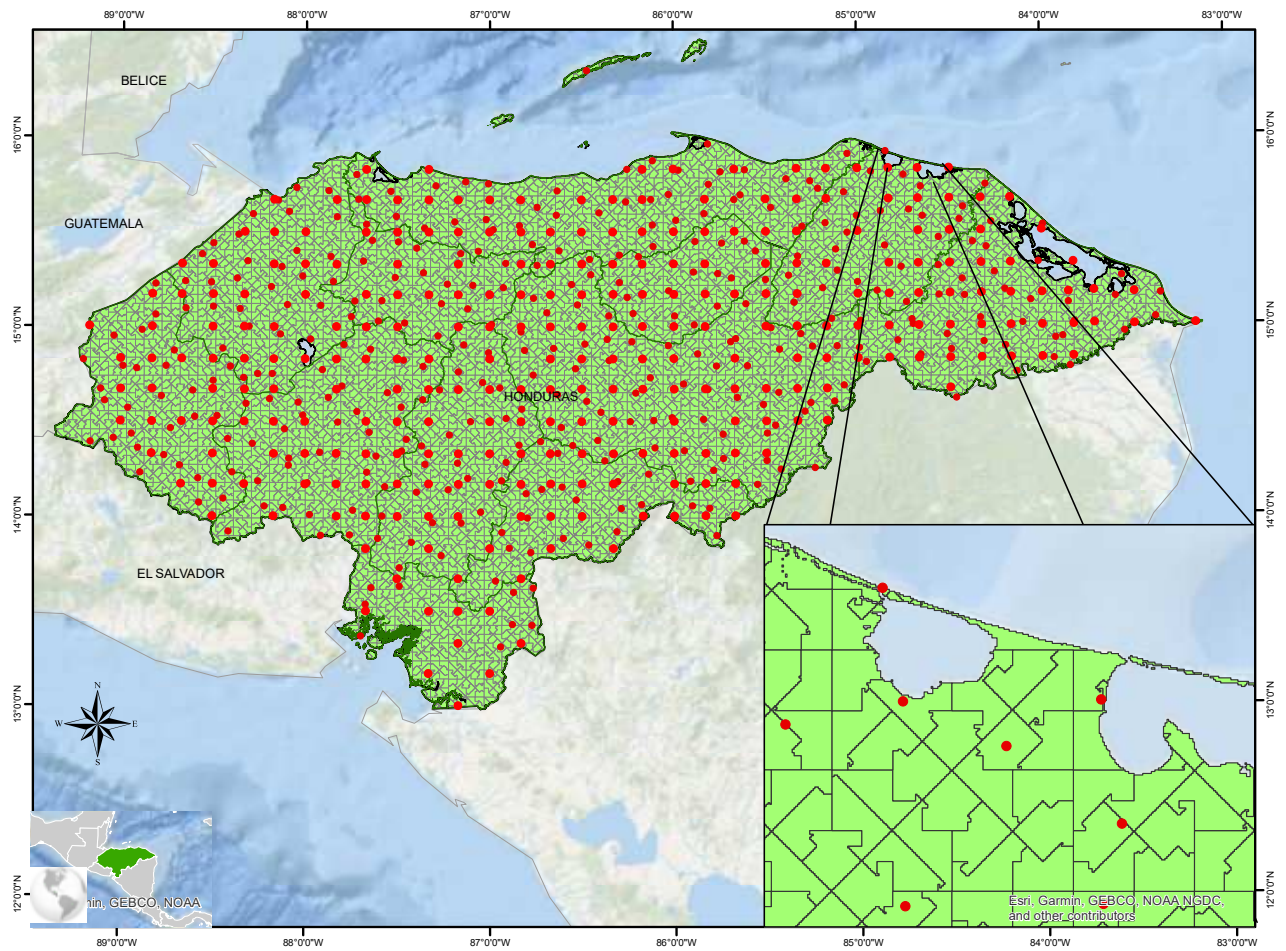 89°0'0"W 88°0'0"W 87°0'0"W 86°0'0"W 85°0'0"W 84°0'0"W 83°0'0"W
BELICE
16°0'0"N 16°0'0"N
GUATEMALA
15°0'0"N 15°0'0"N
HONDURAS
14°0'0"N 14°0'0"N
EL SALVADOR
N
W E
S
13°0'0"N 13°0'0"N
12°0'0"N 12°0'0"N
min, GEBCO, NOAA
Esri, Garmin, GEBCO, NOAA NGDC,
and other contributors
89°0'0"W 88°0'0"W 87°0'0"W 86°0'0"W 85°0'0"W 84°0'0"W 83°0'0"W